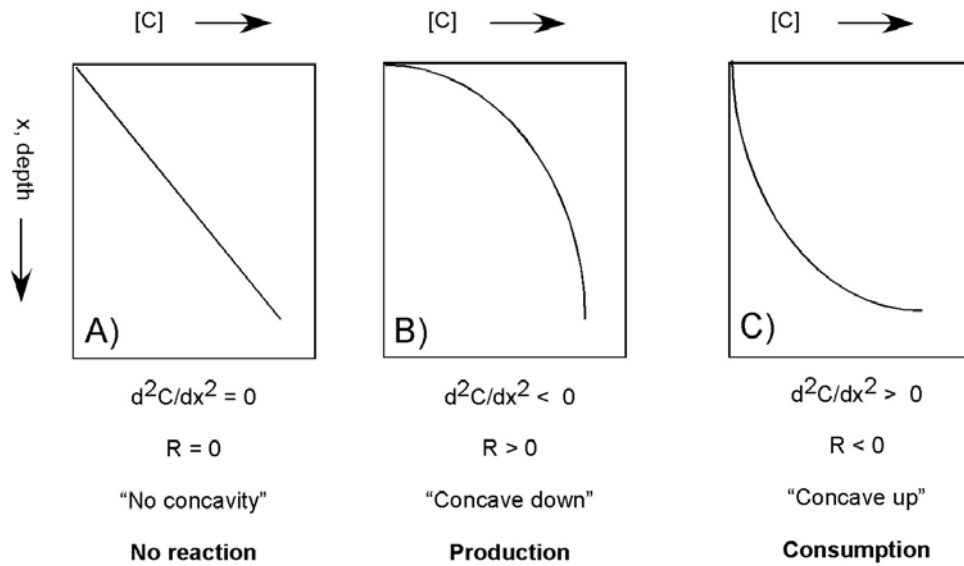 [C]
[C]
[C]
x, depth
A)
B)
C)
d²C/dx² = 0
d²C/dx² < 0
d²C/dx² > 0
R = 0
R > 0
R < 0
“No concavity”
“Concave down”
“Concave up”
No reaction
Production
Consumption